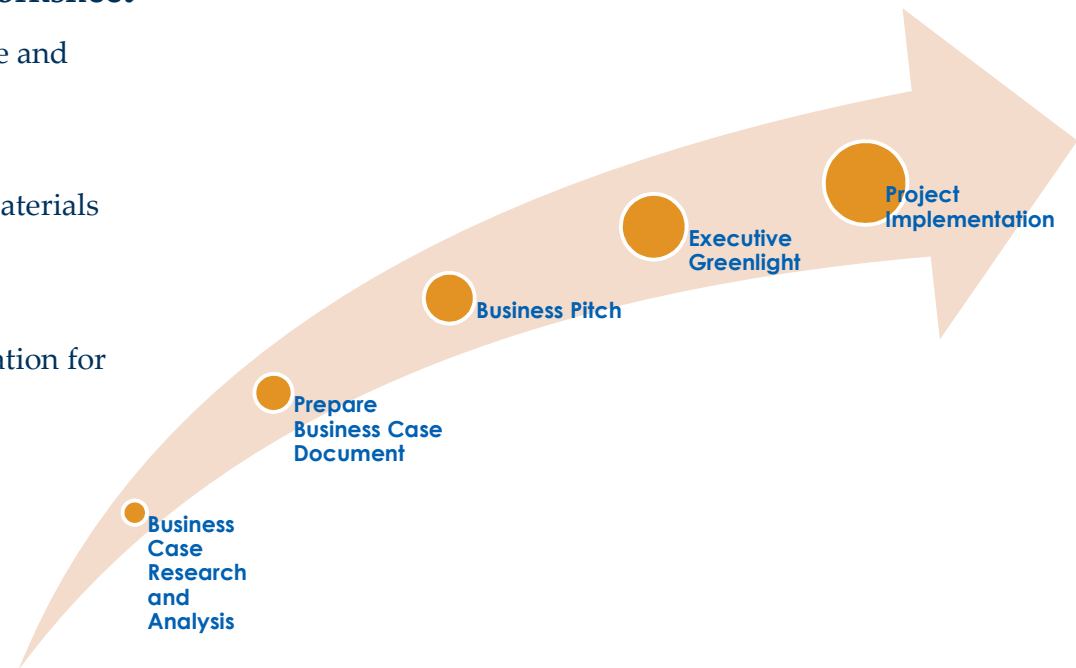 e and
aterials
ation for
Project
Implementation
Executive
Greenlight
Business Pitch
Prepare
Business Case
Document
Business
Case
Research
and
Analysis